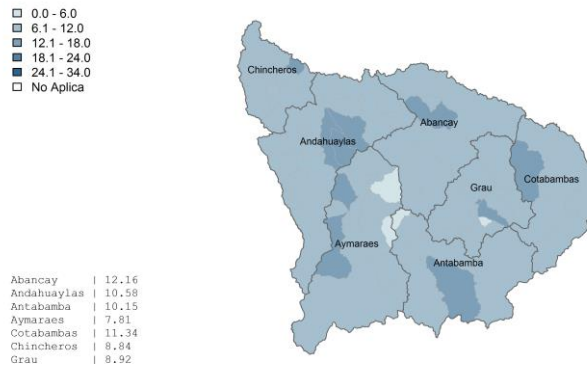 0.0 - 6.0
6.1 - 12.0
12.1 - 18.0
18.1 - 24.0
24.1 - 34.0
No Aplica
Chincheros
Abancay
Andahuaylas
Cotabambas
Grau
Aymaraes
Antabamba
Abancay | 12.16
Andahuaylas | 10.58
Antabamba | 10.15
Aymaraes | 7.81
Cotabambas | 11.34
Chincheros | 8.84
Grau | 8.92